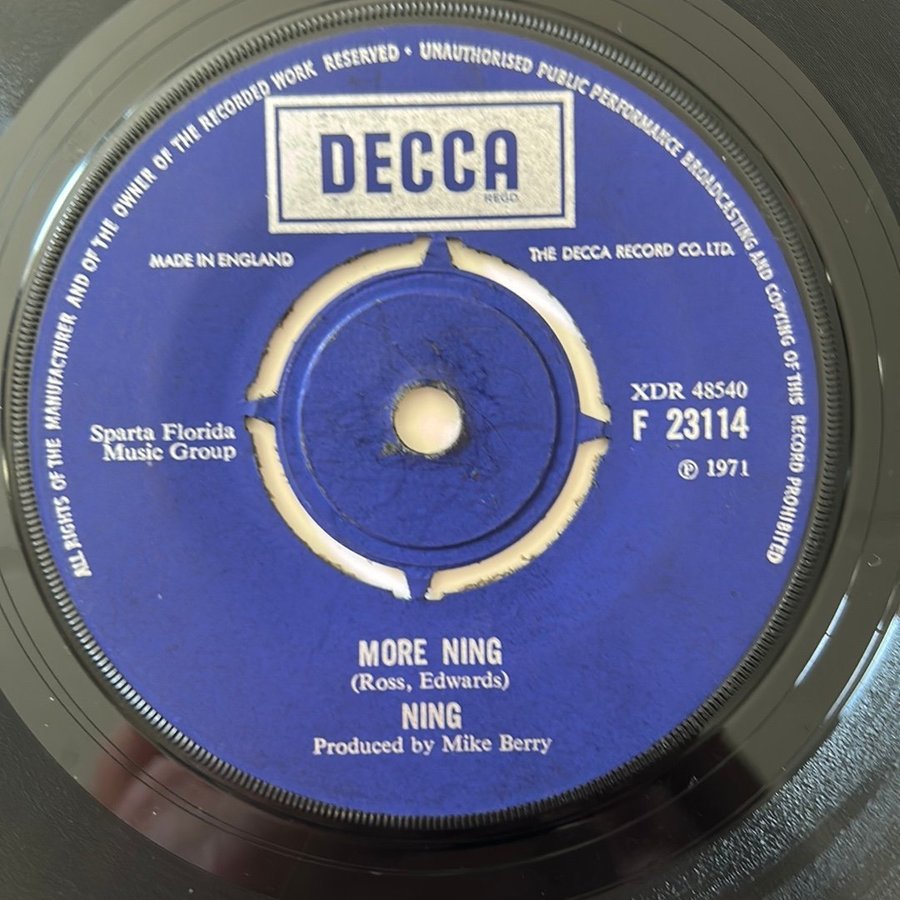 ALL RIGHTS OF THE MANUFACTURER AND OF THE OWNER OF THE RECORDED WORK RESERVED • UNAUTHORISED PUBLIC PERFORMANCE BROADCASTING AND COPYING OF THIS RECORD PROHIBITED
DECCA
REGD
MADE IN ENGLAND
THE DECCA RECORD CO. LTD.
XDR 48540
F 23114
Ⓟ 1971
Sparta Florida
Music Group
MORE NING
(Ross, Edwards)
NING
Produced by Mike Berry